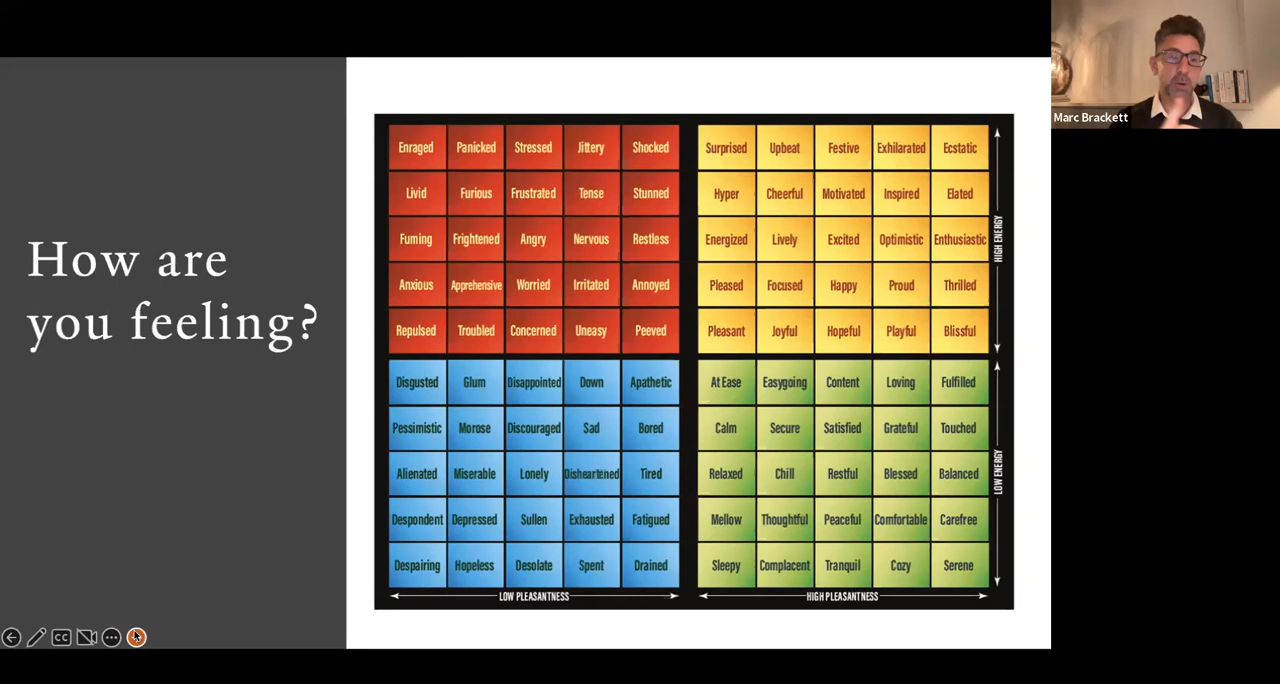 Marc Brackett
How are
you feeling?
Enraged Panicked Stressed Jittery Shocked Surprised Upbeat Festive Exhilarated Ecstatic
Livid Furious Frustrated Tense Stunned Hyper Cheerful Motivated Inspired Elated
Fuming Frightened Angry Nervous Restless Energized Lively Excited Optimistic Enthusiastic
Anxious Apprehensive Worried Irritated Annoyed Pleased Focused Happy Proud Thrilled
Repulsed Troubled Concerned Uneasy Peeved Pleasant Joyful Hopeful Playful Blissful
HIGH ENERGY
Disgusted Glum Disappointed Down Apathetic At Ease Easygoing Content Loving Fulfilled
Pessimistic Morose Discouraged Sad Bored Calm Secure Satisfied Grateful Touched
Alienated Miserable Lonely Disheartened Tired Relaxed Chill Restful Blessed Balanced
Despondent Depressed Sullen Exhausted Fatigued Mellow Thoughtful Peaceful Comfortable Carefree
Despairing Hopeless Desolate Spent Drained Sleepy Complacent Tranquil Cozy Serene
LOW ENERGY
LOW PLEASANTNESS HIGH PLEASANTNESS
CC